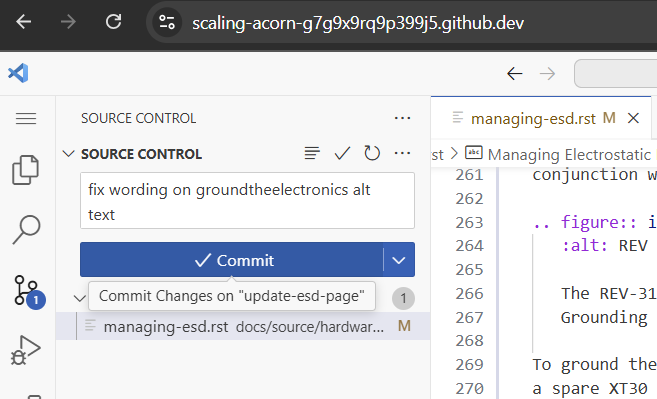 scaling-acorn-g7g9x9rq9p399j5.github.dev
SOURCE CONTROL
SOURCE CONTROL
fix wording on groundtheelectronics alt
text
Commit
Commit Changes on "update-esd-page"
1
1
managing-esd.rst docs/source/hardwar... M
managing-esd.rst M
st > Managing Electrostatic
261 conjunction w
262
263 .. figure:: i
264 :alt: REV
265
266 The REV-31
267 Grounding
268
269 To ground the
270 a spare XT30